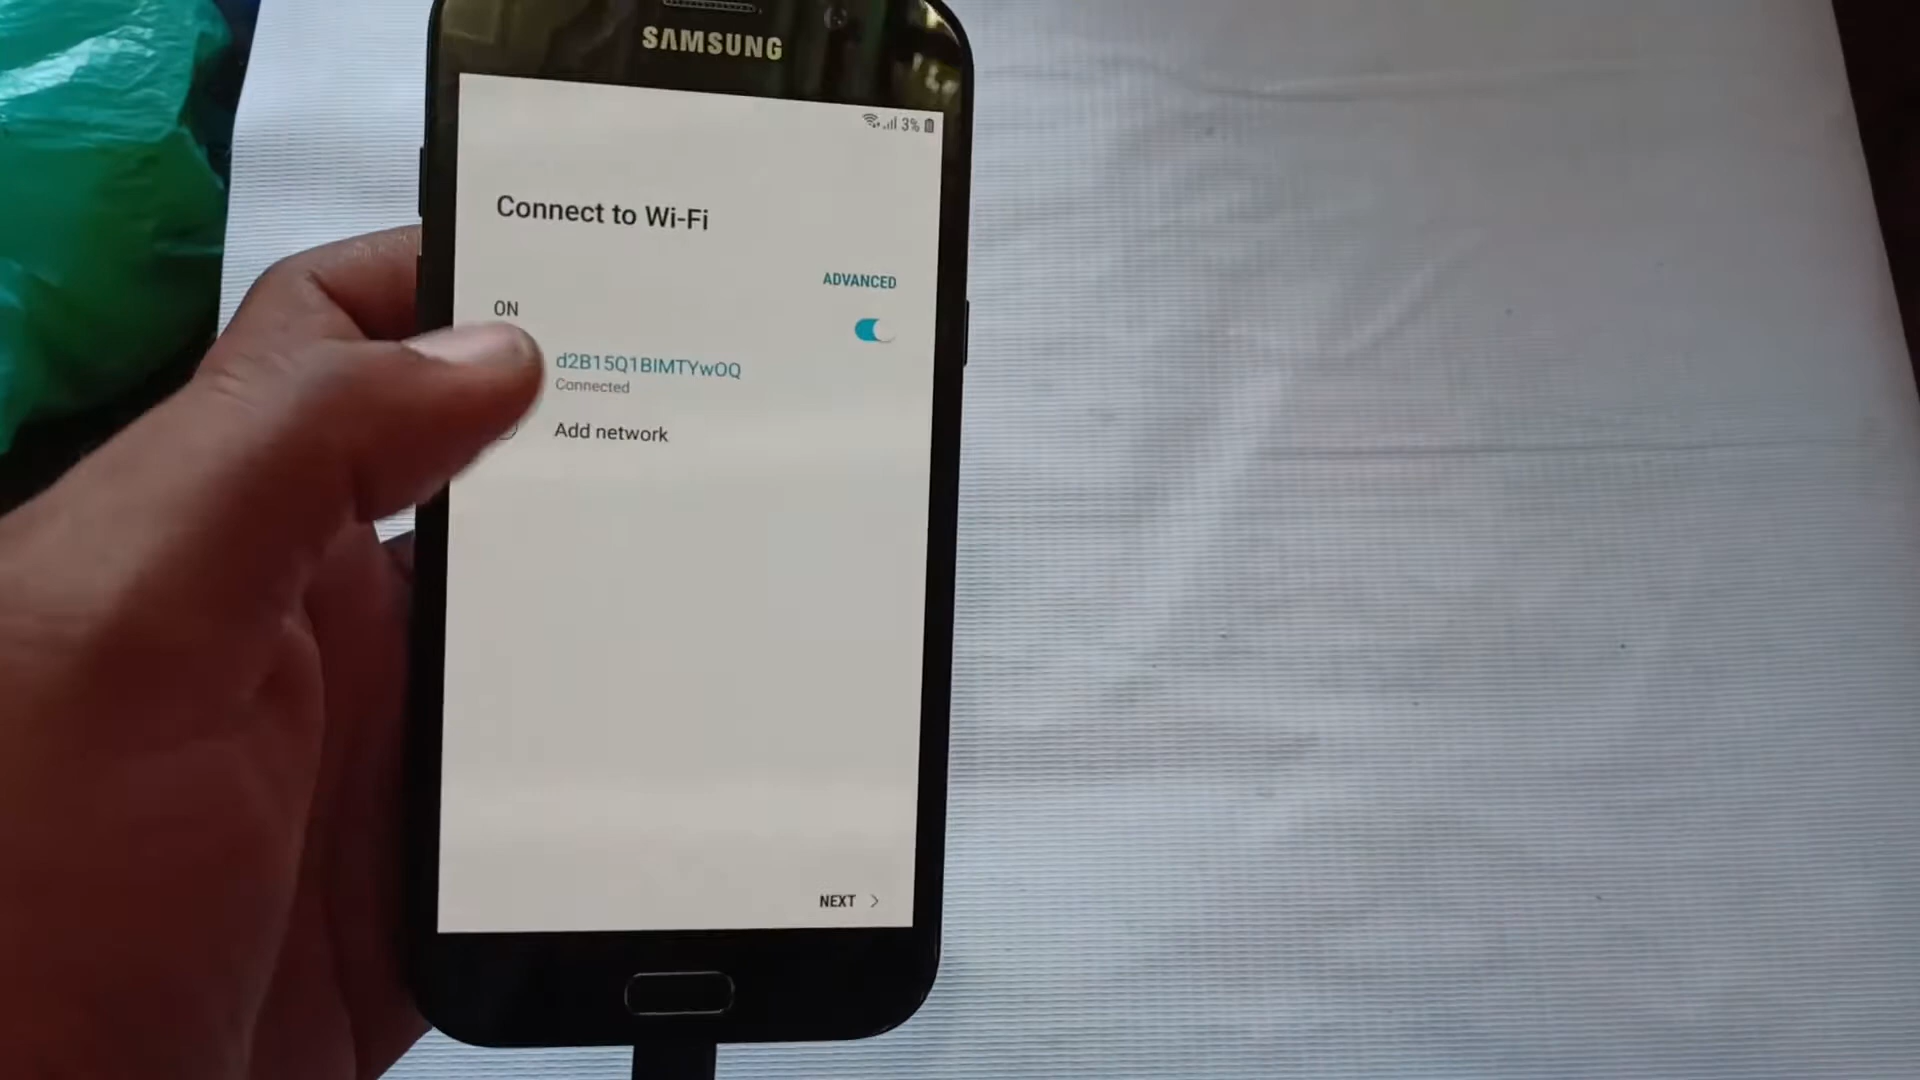 SAMSUNG
3%
Connect to Wi-Fi
ADVANCED
ON
d2B15Q1BIMTYwOQ
Connected
Add network
NEXT